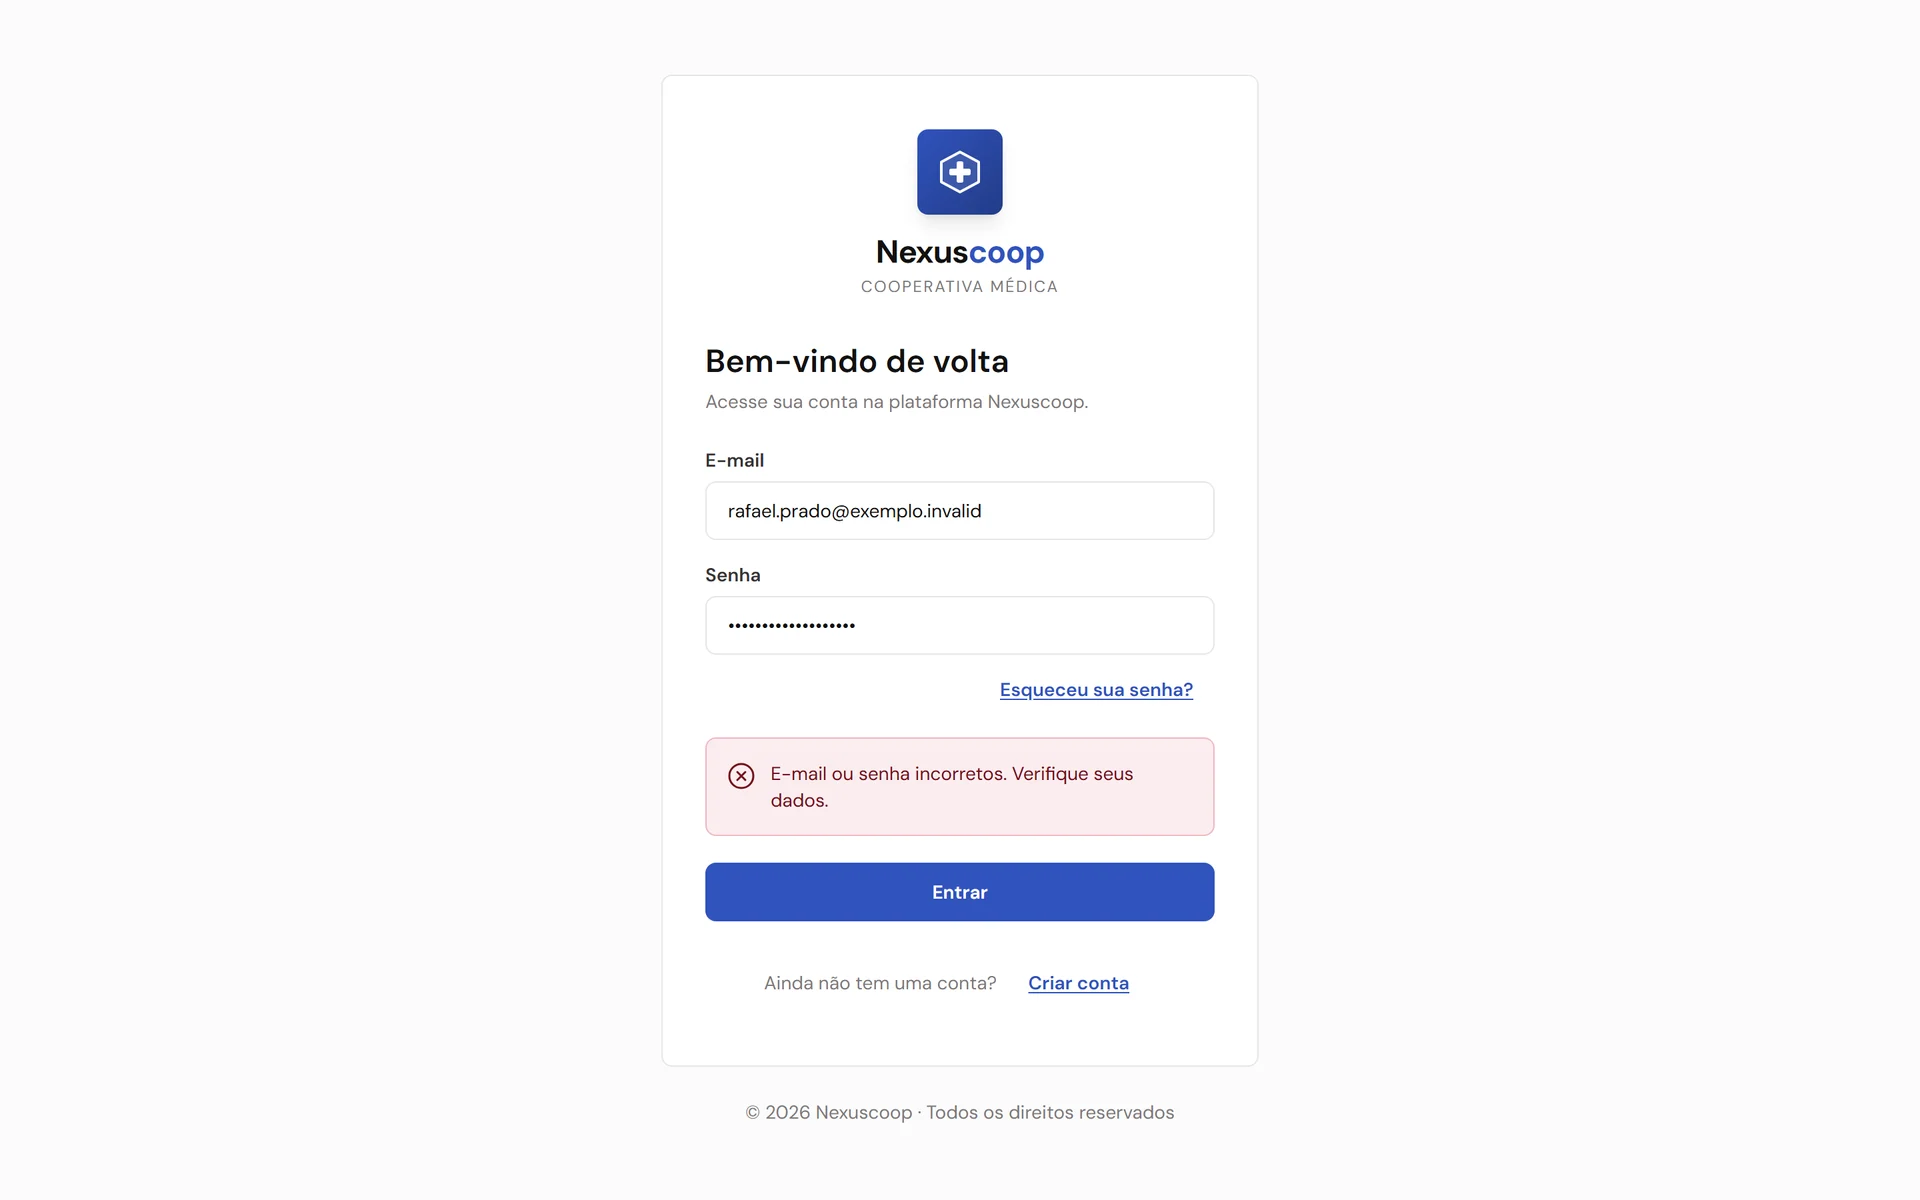 Nexuscoop
COOPERATIVA MÉDICA
Bem-vindo de volta
Acesse sua conta na plataforma Nexuscoop.
E-mail
rafael.prado@exemplo.invalid
Senha
•••••••••••••••••••
Esqueceu sua senha?
E-mail ou senha incorretos. Verifique seus
dados.
Entrar
Ainda não tem uma conta? Criar conta
© 2026 Nexuscoop · Todos os direitos reservados